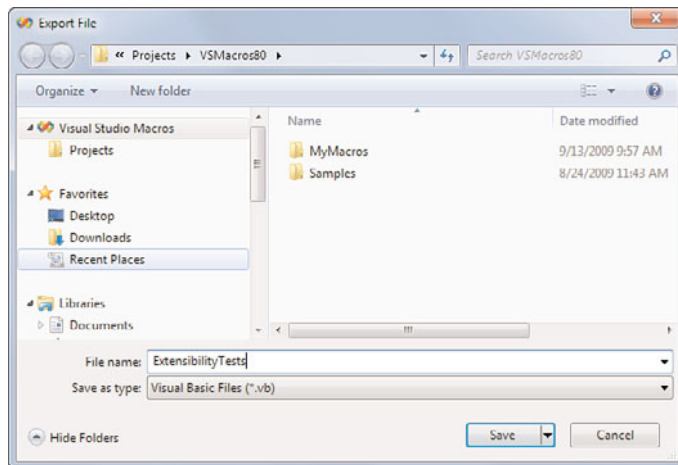 Export File
« Projects ▸ VSMacros80 ▸
Search VSMacros80
Organize
New folder
Name
Date modified
Visual Studio Macros
Projects
MyMacros
9/13/2009 9:57 AM
Samples
8/24/2009 11:43 AM
Favorites
Desktop
Downloads
Recent Places
Libraries
Documents
File name: ExtensibilityTests
Save as type: Visual Basic Files (*.vb)
Hide Folders
Save
Cancel